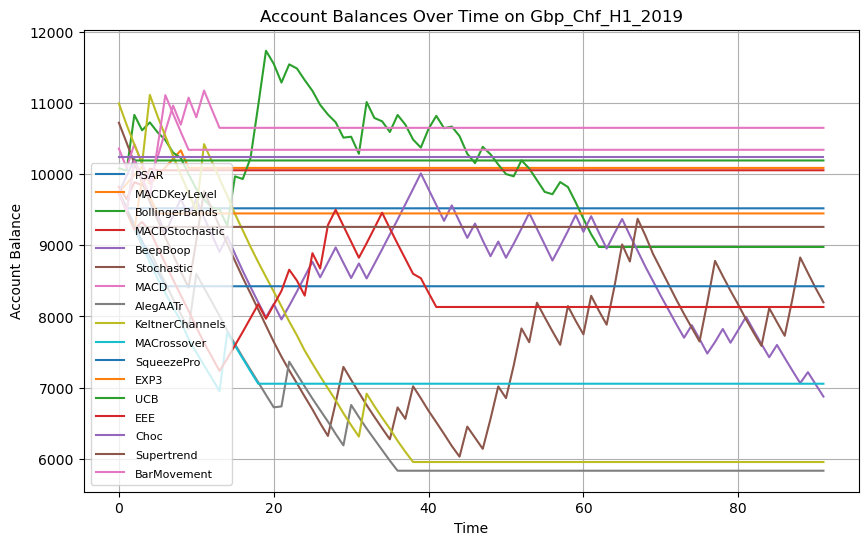 Account Balances Over Time on Gbp_Chf_H1_2019
12000
11000
10000
9000
8000
7000
6000
Account Balance
PSAR
MACDKeyLevel
BollingerBands
MACDStochastic
BeepBoop
Stochastic
MACD
AlegAATr
KeltnerChannels
MACrossover
SqueezePro
EXP3
UCB
EEE
Choc
Supertrend
BarMovement
0 20 40 60 80
Time